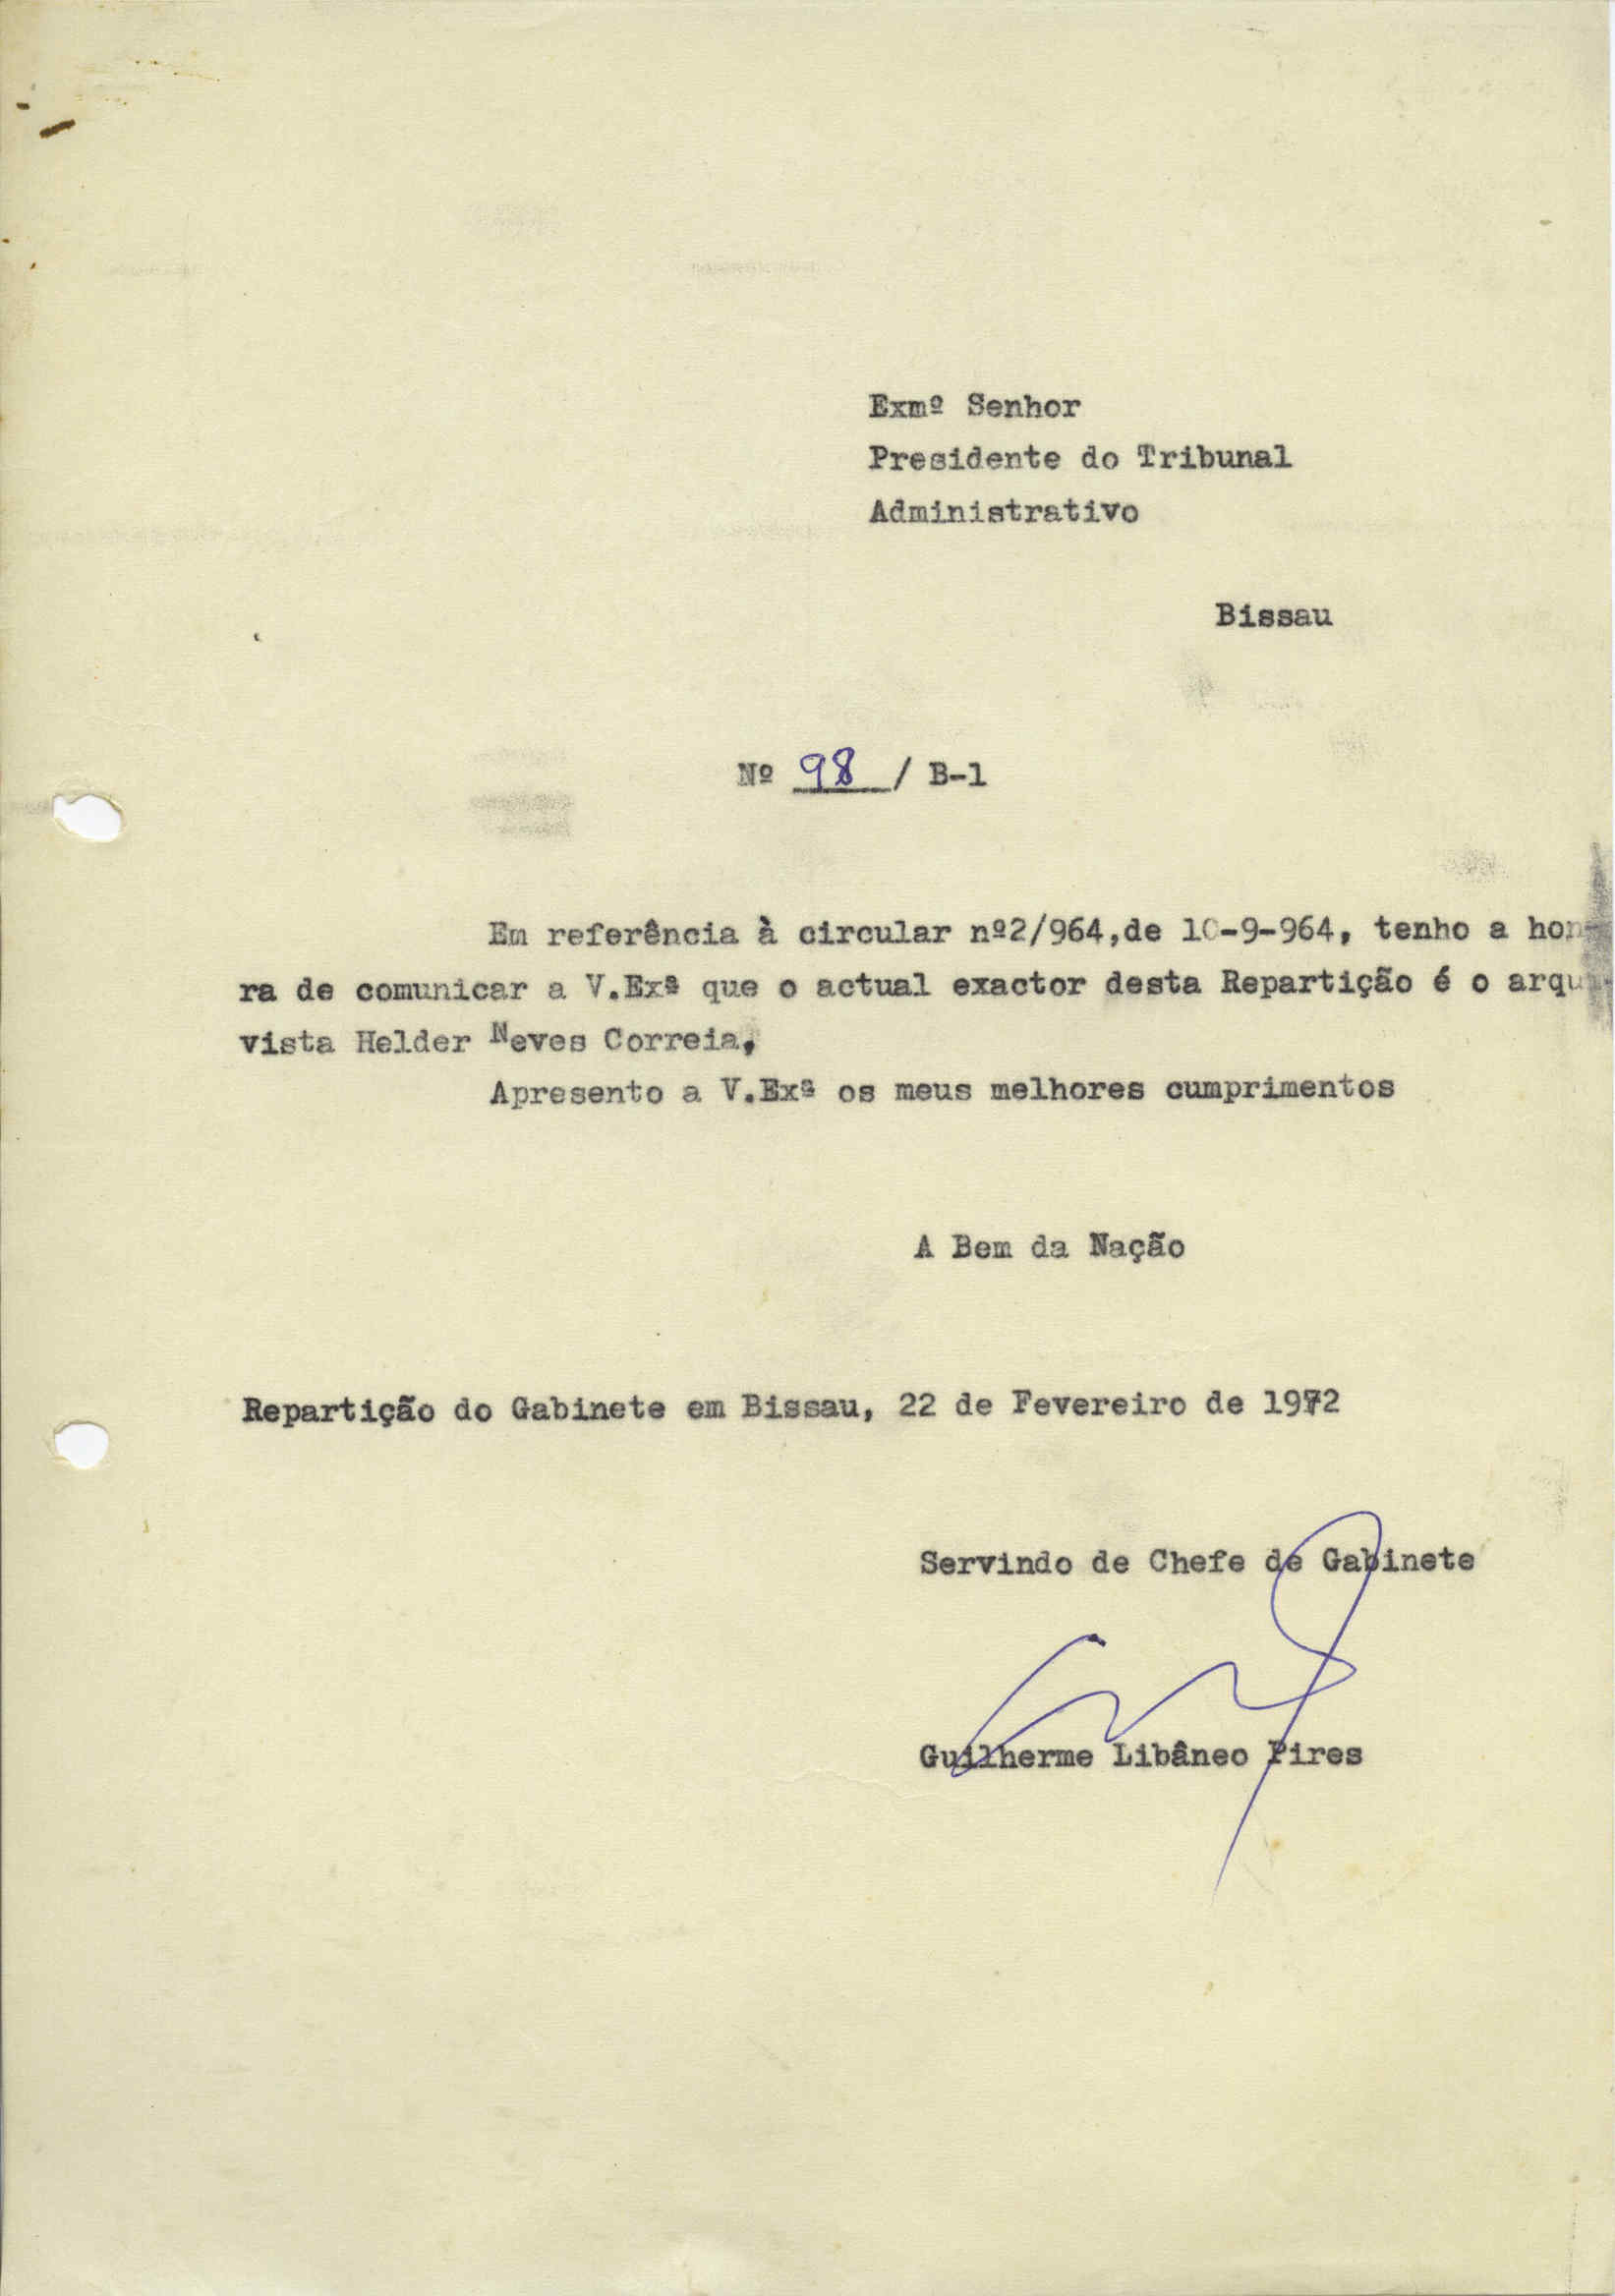 Exmº Senhor
Presidente do Tribunal
Administrativo
Bissau
Nº 98 / B-1
Em referência à circular nº2/964,de 10-9-964, tenho a hon-
ra de comunicar a V.Exª que o actual exactor desta Repartição é o arqui-
vista Helder Neves Correia.
Apresento a V.Exª os meus melhores cumprimentos
A Bem da Nação
Repartição do Gabinete em Bissau, 22 de Fevereiro de 1972
Servindo de Chefe de Gabinete
Guilherme Libâneo Pires